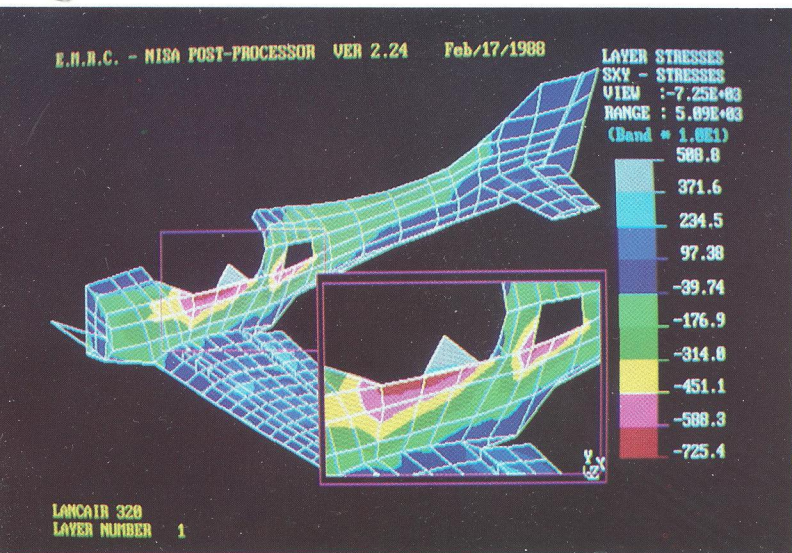 E.M.R.C. - NISA POST-PROCESSOR VER 2.24 Feb/17/1988
LAYER STRESSES
SXY - STRESSES
VIEW :-7.25E+03
RANGE : 5.09E+03
(Band * 1.0E1)
508.8
371.6
234.5
97.38
-39.74
-176.9
-314.0
-451.1
-588.3
-725.4
Y
X
Z
LANCAIR 320
LAYER NUMBER 1